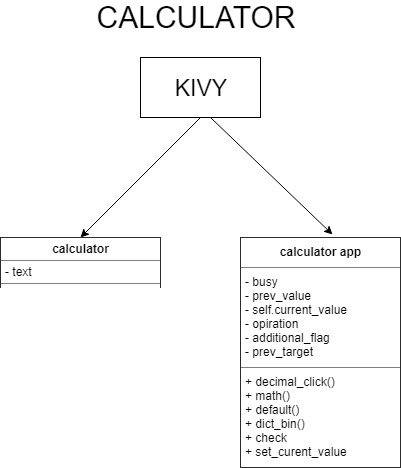 CALCULATOR
KIVY
calculator
- text
calculator app
- busy
- prev_value
- self.current_value
- opiration
- additional_flag
- prev_target
+ decimal_click()
+ math()
+ default()
+ dict_bin()
+ check
+ set_curent_value